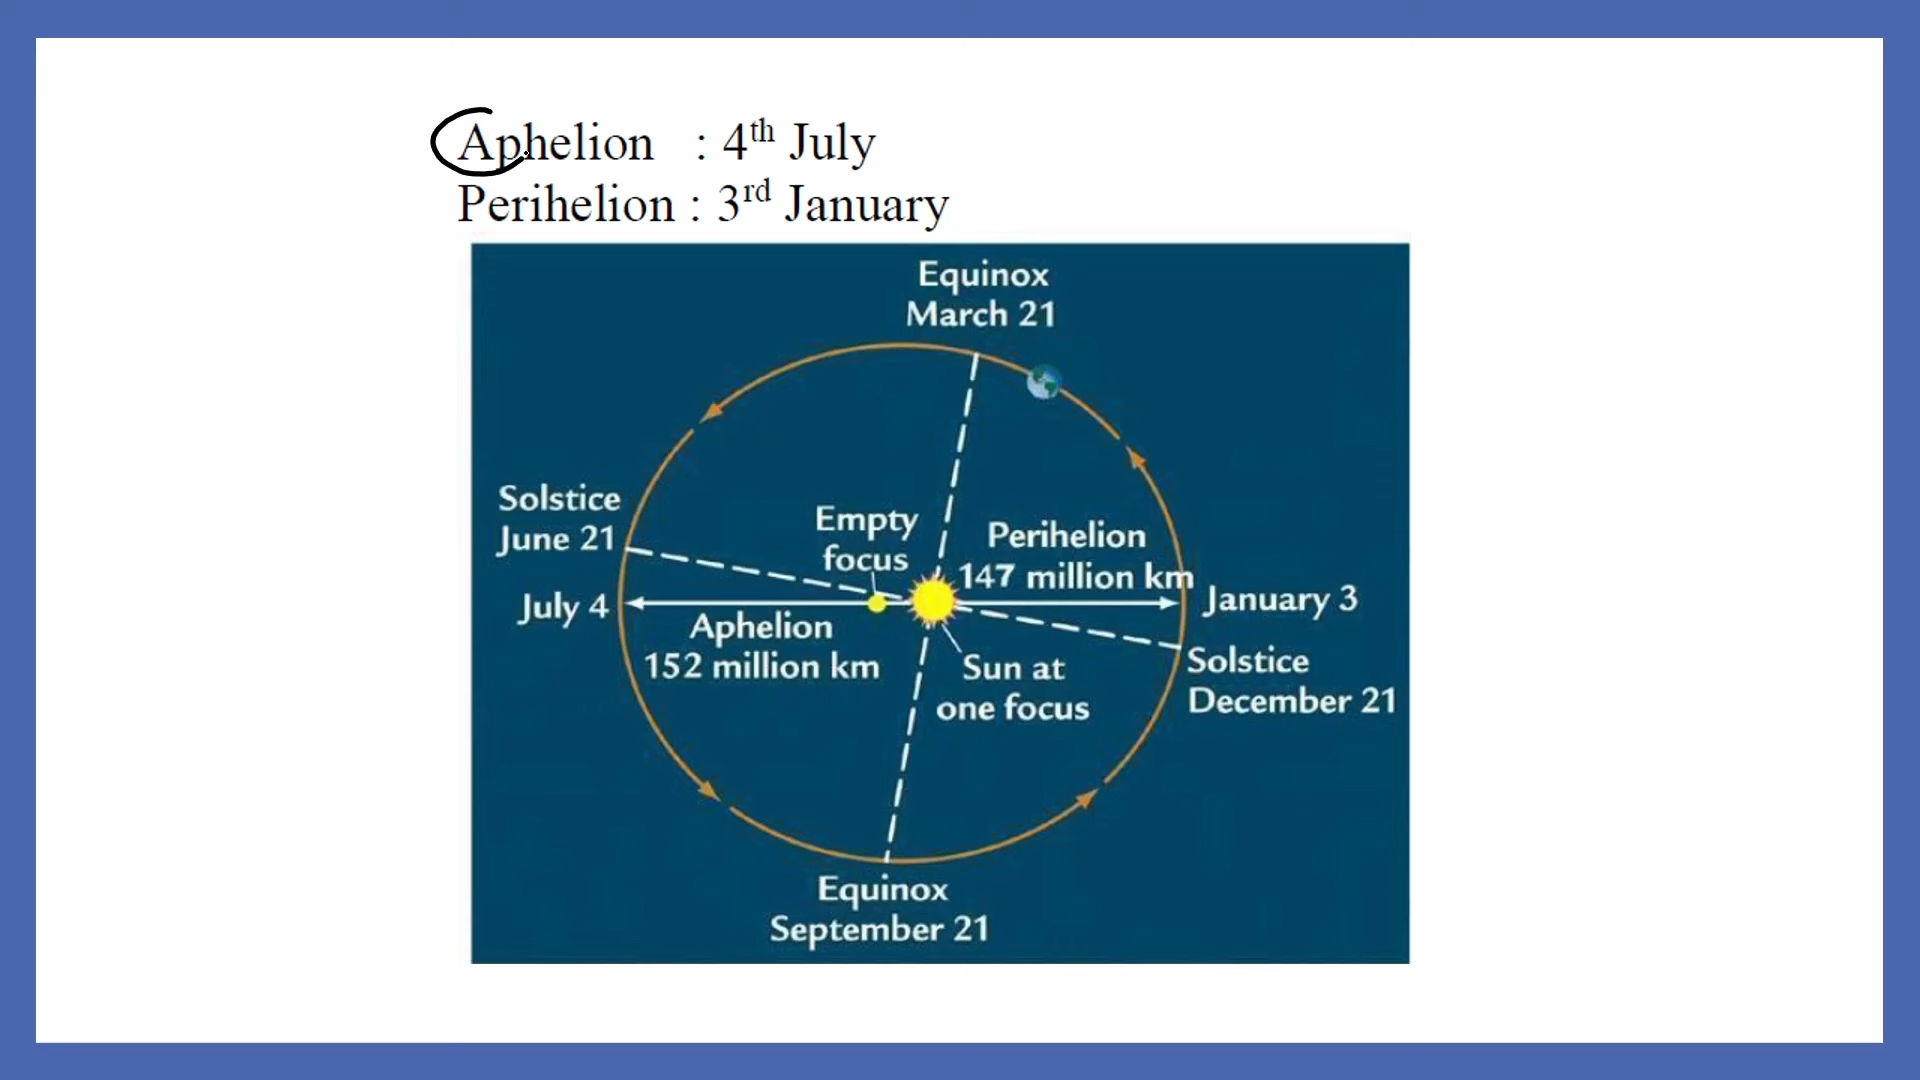 Aphelion : 4th July
Perihelion : 3rd January
Equinox
March 21
Solstice
June 21
Empty
focus
Perihelion
147 million km
July 4
January 3
Aphelion
152 million km
Sun at
one focus
Solstice
December 21
Equinox
September 21